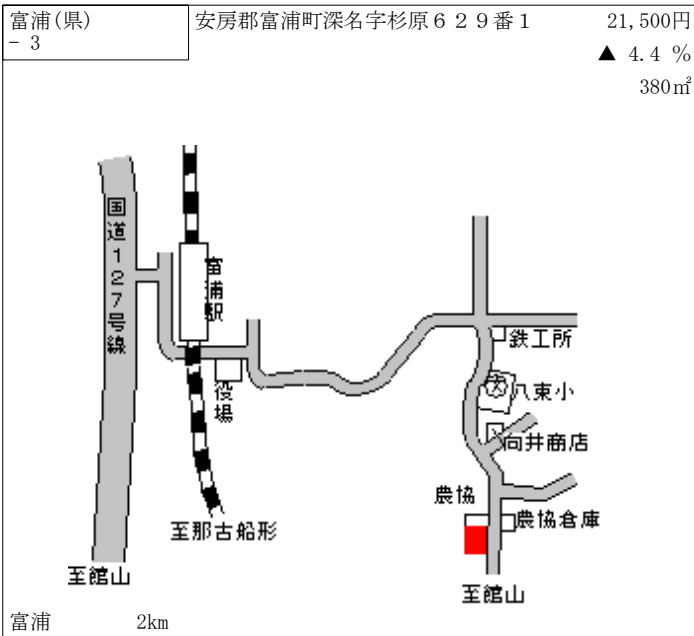 富浦(県)
- 3
安房郡富浦町深名字杉原６２９番１
21,500円
▲ 4.4 %
380㎡
国道127号線
富浦駅
鉄工所
役場
文
八束小
向井商店
農協
農協倉庫
至那古船形
至館山
至館山
富浦 2km